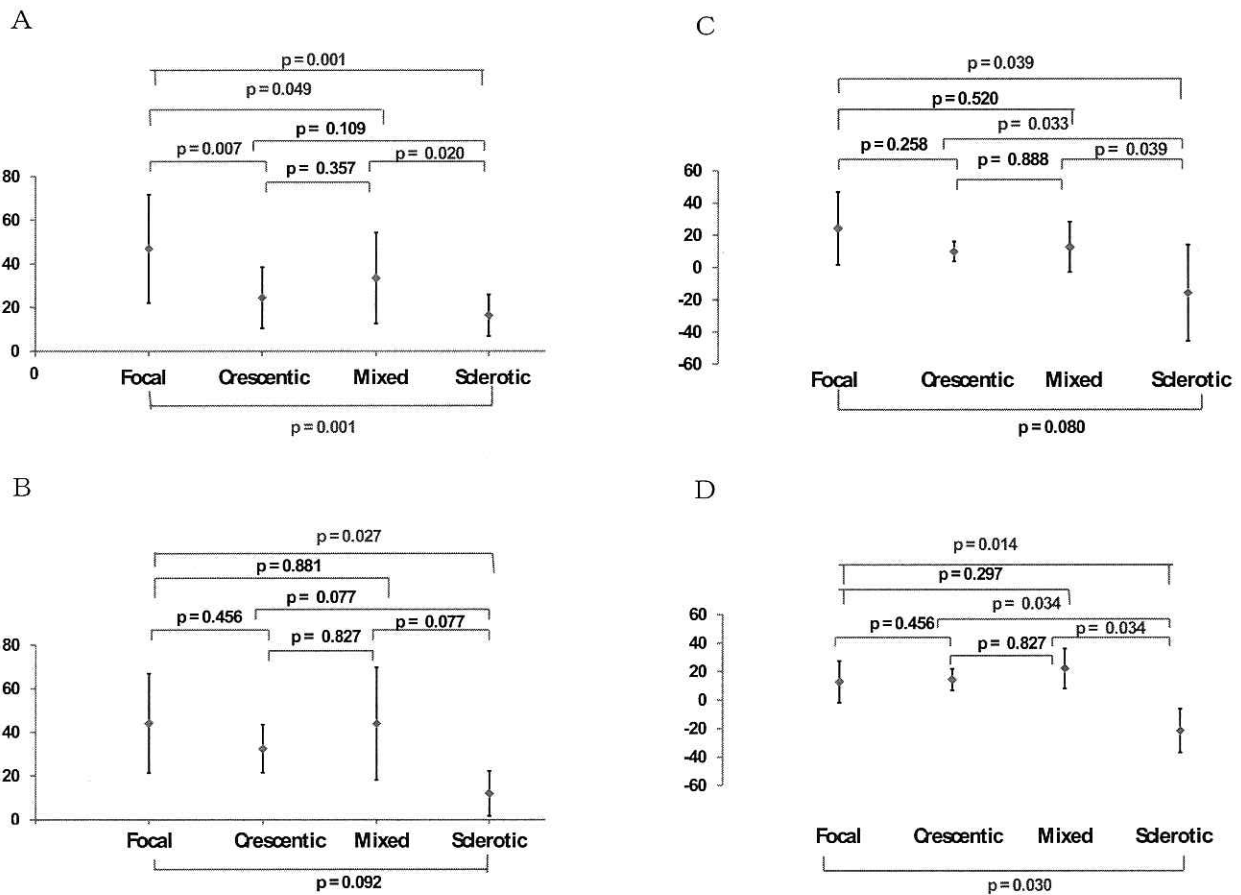 A
p = 0.001
p = 0.049
p = 0.109
p = 0.007
p = 0.020
p = 0.357
80
60
40
20
0
0
Focal Crescentic Mixed Sclerotic
p = 0.001
B
p = 0.027
p = 0.881
p = 0.077
p = 0.456
p = 0.827
p = 0.077
80
60
40
20
0
Focal Crescentic Mixed Sclerotic
p = 0.092
C
p = 0.039
p = 0.520
p = 0.033
p = 0.258
p = 0.888
p = 0.039
60
40
20
0
-20
-40
-60
Focal Crescentic Mixed Sclerotic
p = 0.080
D
p = 0.014
p = 0.297
p = 0.034
p = 0.456
p = 0.827
p = 0.034
60
40
20
0
-20
-40
-60
Focal Crescentic Mixed Sclerotic
p = 0.030